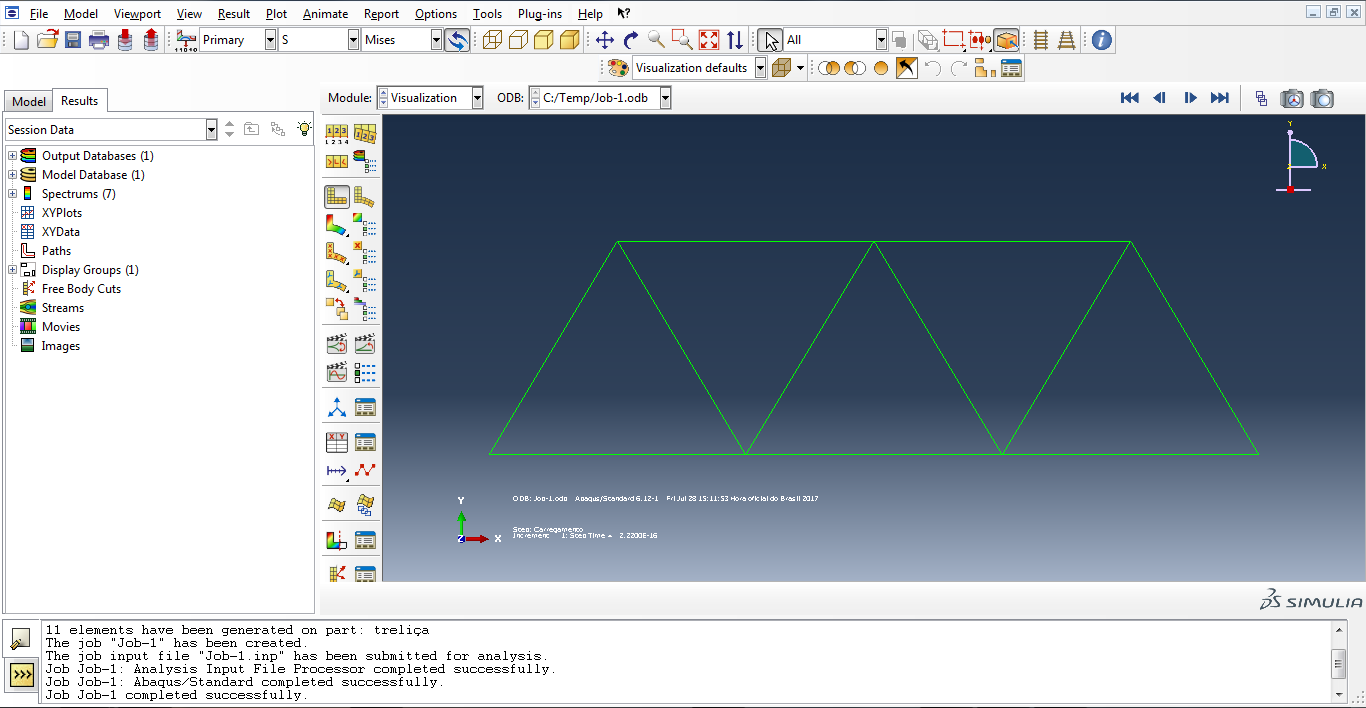 File Model Viewport View Result Plot Animate Report Options Tools Plug-ins Help
Primary S Mises All
Visualization defaults
Model Results
Module: Visualization ODB: C:/Temp/Job-1.odb
Session Data
Output Databases (1)
Model Database (1)
Spectrums (7)
XYPlots
XYData
Paths
Display Groups (1)
Free Body Cuts
Streams
Movies
Images
Y
X
Z
Y
X
Z
ODB: Job-1.odb Abaqus/Standard 6.12-1 Fri Jul 28 15:11:53 Hora oficial do Brasil 2017
Step: Carregamento
Increment 1: Step Time = 2.2200E-16
SIMULIA
11 elements have been generated on part: treliça
The job "Job-1" has been created.
The job input file "Job-1.inp" has been submitted for analysis.
Job Job-1: Analysis Input File Processor completed successfully.
Job Job-1: Abaqus/Standard completed successfully.
Job Job-1 completed successfully.